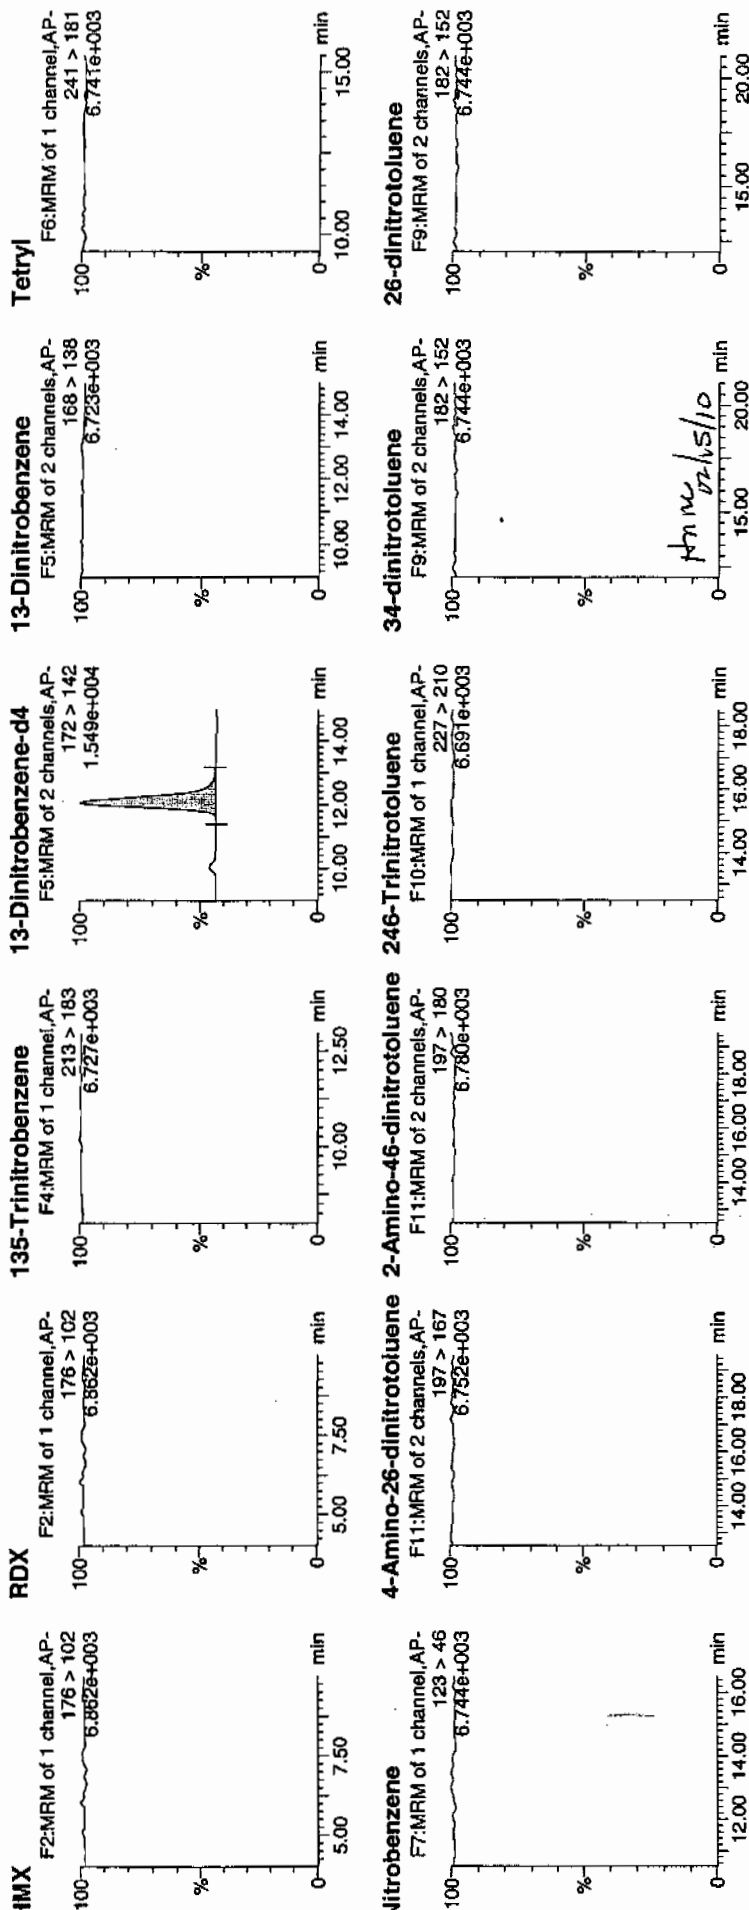 HMX
F2:MRM of 1 channel,AP-
176 > 102
6.862e+003
100
%
0
5.00 7.50 min
RDX
F2:MRM of 1 channel,AP-
176 > 102
6.862e+003
100
%
0
5.00 7.50 min
135-Trinitrobenzene
F4:MRM of 1 channel,AP-
213 > 183
6.727e+003
100
%
0
10.00 12.50 min
13-Dinitrobenzene-d4
F5:MRM of 2 channels,AP-
172 > 142
1.549e+004
100
%
0
10.00 12.00 14.00 min
13-Dinitrobenzene
F5:MRM of 2 channels,AP-
168 > 138
6.723e+003
100
%
0
10.00 12.00 14.00 min
Tetryl
F6:MRM of 1 channel,AP-
241 > 181
6.741e+003
100
%
0
10.00 15.00 min
Nitrobenzene
F7:MRM of 1 channel,AP-
123 > 46
6.744e+003
100
%
0
12.00 14.00 16.00 min
4-Amino-26-dinitrotoluene
F11:MRM of 2 channels,AP-
197 > 167
6.752e+003
100
%
0
14.00 16.00 18.00 min
2-Amino-46-dinitrotoluene
F11:MRM of 2 channels,AP-
197 > 180
6.780e+003
100
%
0
14.00 16.00 18.00 min
246-Trinitrotoluene
F10:MRM of 1 channel,AP-
227 > 210
6.691e+003
100
%
0
14.00 16.00 18.00 min
34-dinitrotoluene
F9:MRM of 2 channels,AP-
182 > 152
6.744e+003
100
%
0
15.00 20.00 min
02/25/10
26-dinitrotoluene
F9:MRM of 2 channels,AP-
182 > 152
6.744e+003
100
%
0
15.00 20.00 min